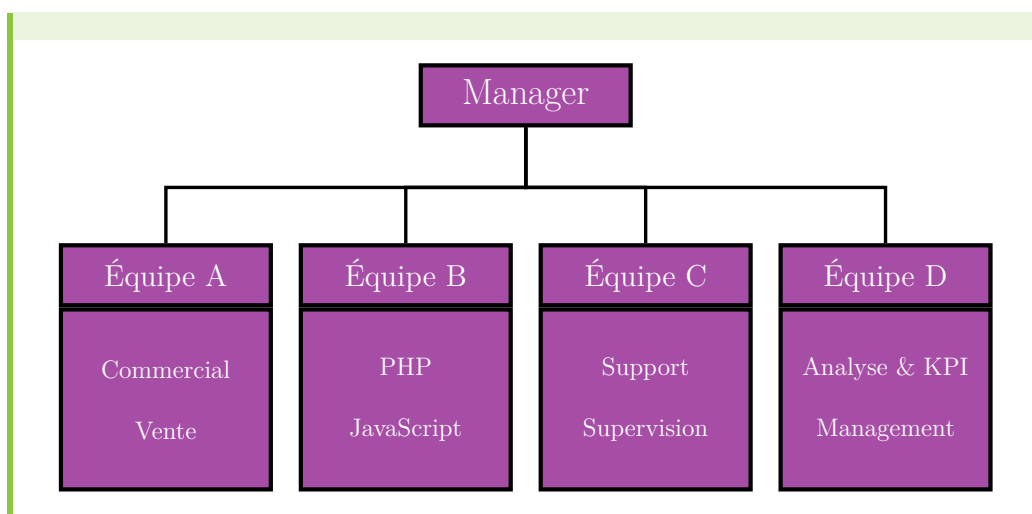 Manager
Équipe A
Équipe B
Équipe C
Équipe D
Commercial
Vente
PHP
JavaScript
Support
Supervision
Analyse & KPI
Management